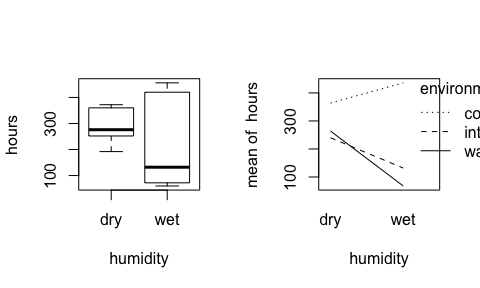 hours
300
100
dry wet
humidity
mean of hours
300
100
dry wet
humidity
environm
co
int
wa